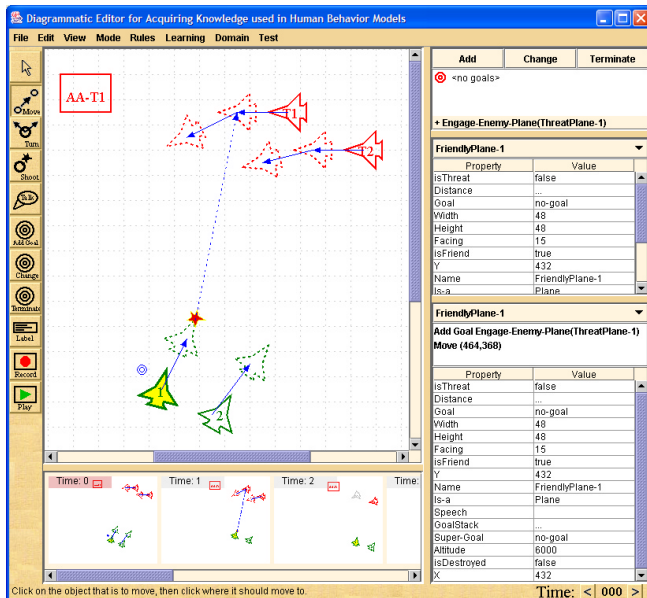 Diagrammatic Editor for Acquiring Knowledge used in Human Behavior Models
File Edit View Mode Rules Learning Domain Test
Move
Turn
Shoot
Talk
Add Goal
Change
Terminate
Label
Record
Play
AA-T1
T1
T2
1
2
Time: 0
Time: 1
Time: 2
Time:
Add Change Terminate
<no goals>
+ Engage-Enemy-Plane(ThreatPlane-1)
FriendlyPlane-1
Property Value
isThreat false
Distance ...
Goal no-goal
Width 48
Height 48
Facing 15
isFriend true
Y 432
Name FriendlyPlane-1
Is-a Plane
FriendlyPlane-1
Add Goal Engage-Enemy-Plane(ThreatPlane-1)
Move (464,368)
Property Value
isThreat false
Distance ...
Goal no-goal
Width 48
Height 48
Facing 15
isFriend true
Y 432
Name FriendlyPlane-1
Is-a Plane
Speech
GoalStack ...
Super-Goal no-goal
Altitude 6000
isDestroyed false
X 432
Click on the object that is to move, then click where it should move to.
Time: < 000 >